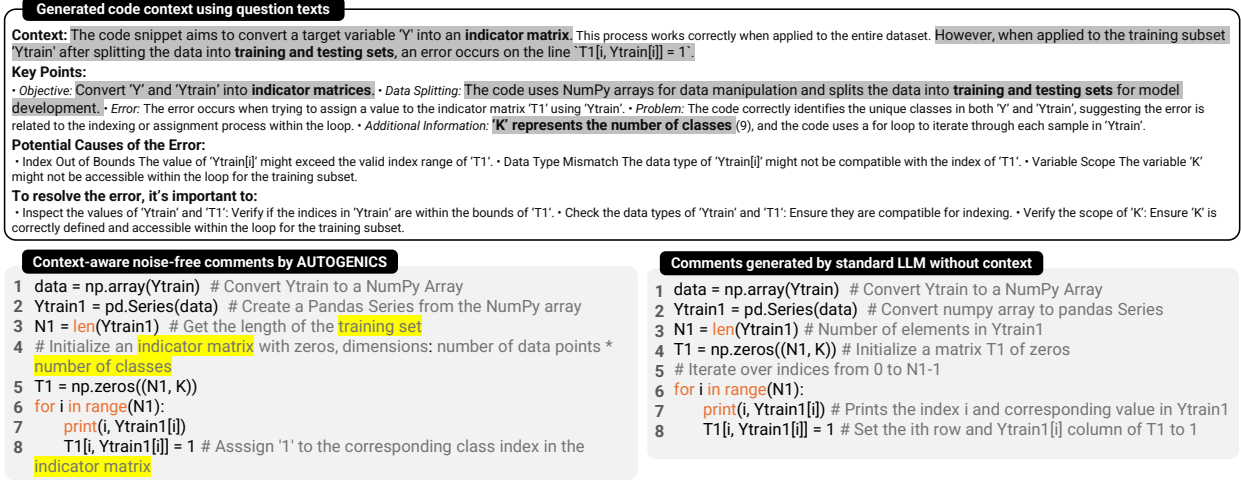 Generated code context using question texts
Context: The code snippet aims to convert a target variable 'Y' into an indicator matrix. This process works correctly when applied to the entire dataset. However, when applied to the training subset
'Ytrain' after splitting the data into training and testing sets, an error occurs on the line `T1[i, Ytrain[i]] = 1`.
Key Points:
• Objective: Convert 'Y' and 'Ytrain' into indicator matrices. • Data Splitting: The code uses NumPy arrays for data manipulation and splits the data into training and testing sets for model
development. • Error: The error occurs when trying to assign a value to the indicator matrix 'T1' using 'Ytrain'. • Problem: The code correctly identifies the unique classes in both 'Y' and 'Ytrain', suggesting the error is
related to the indexing or assignment process within the loop. • Additional Information: 'K' represents the number of classes (9), and the code uses a for loop to iterate through each sample in 'Ytrain'.
Potential Causes of the Error:
• Index Out of Bounds The value of 'Ytrain[i]' might exceed the valid index range of 'T1'. • Data Type Mismatch The data type of 'Ytrain[i]' might not be compatible with the index of 'T1'. • Variable Scope The variable 'K'
might not be accessible within the loop for the training subset.
To resolve the error, it's important to:
• Inspect the values of 'Ytrain' and 'T1': Verify if the indices in 'Ytrain' are within the bounds of 'T1'. • Check the data types of 'Ytrain' and 'T1': Ensure they are compatible for indexing. • Verify the scope of 'K': Ensure 'K' is
correctly defined and accessible within the loop for the training subset.
Context-aware noise-free comments by AUTOGENICS
1 data = np.array(Ytrain) # Convert Ytrain to a NumPy Array
2 Ytrain1 = pd.Series(data) # Create a Pandas Series from the NumPy array
3 N1 = len(Ytrain1) # Get the length of the training set
4 # Initialize an indicator matrix with zeros, dimensions: number of data points *
number of classes
5 T1 = np.zeros((N1, K))
6 for i in range(N1):
7 print(i, Ytrain1[i])
8 T1[i, Ytrain1[i]] = 1 # Asssign '1' to the corresponding class index in the
indicator matrix
Comments generated by standard LLM without context
1 data = np.array(Ytrain) # Convert Ytrain to a NumPy Array
2 Ytrain1 = pd.Series(data) # Convert numpy array to pandas Series
3 N1 = len(Ytrain1) # Number of elements in Ytrain1
4 T1 = np.zeros((N1, K)) # Initialize a matrix T1 of zeros
5 # Iterate over indices from 0 to N1-1
6 for i in range(N1):
7 print(i, Ytrain1[i]) # Prints the index i and corresponding value in Ytrain1
8 T1[i, Ytrain1[i]] = 1 # Set the ith row and Ytrain1[i] column of T1 to 1